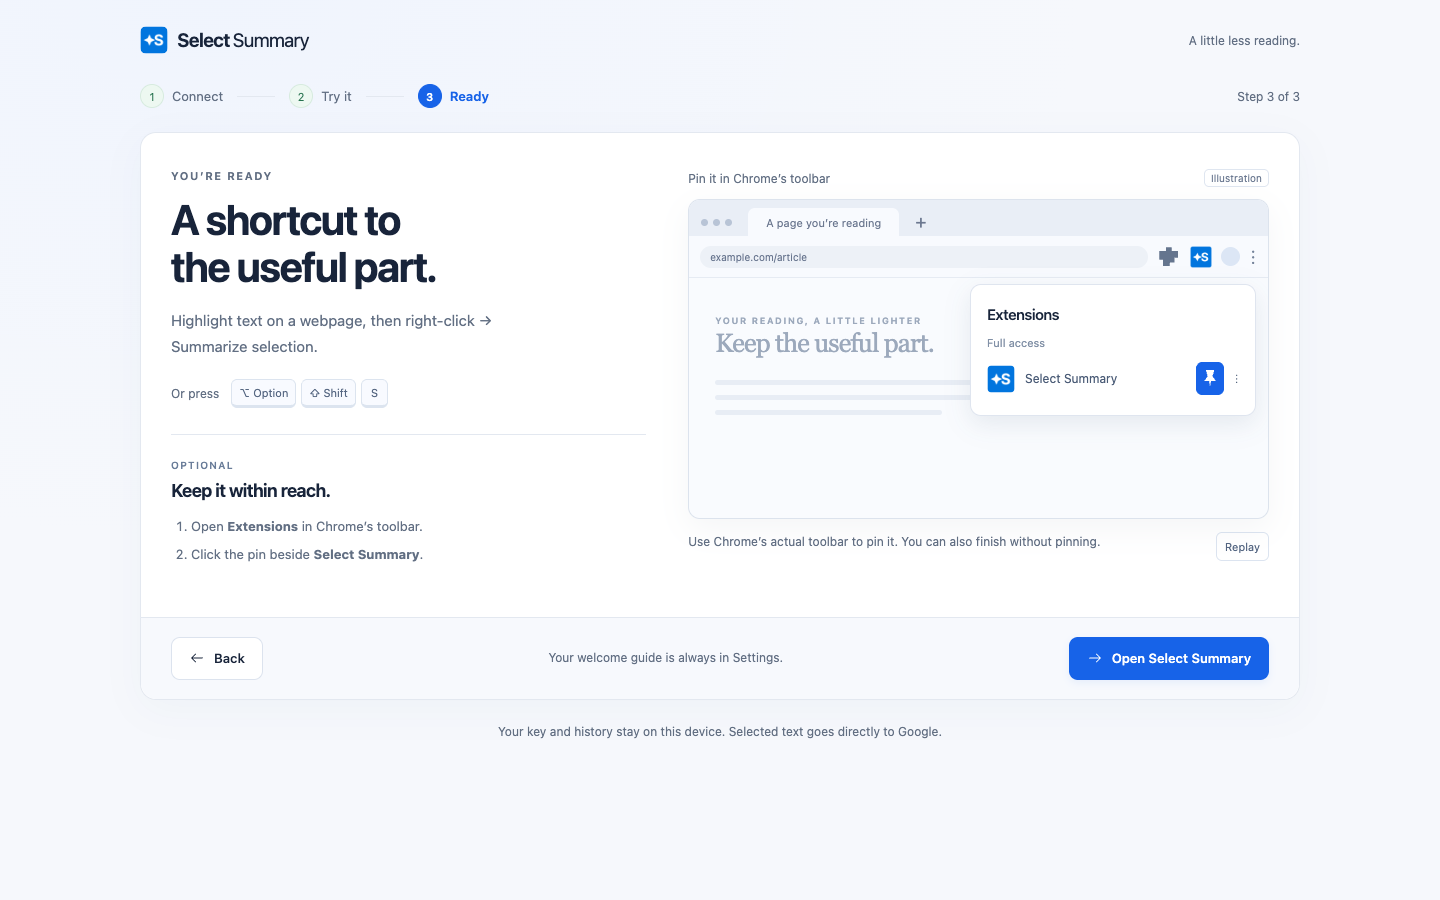 S Select Summary
A little less reading.
1 Connect
2 Try it
3 Ready
Step 3 of 3
YOU’RE READY
A shortcut to
the useful part.
Highlight text on a webpage, then right-click →
Summarize selection.
Or press ⌥ Option ⇧ Shift S
OPTIONAL
Keep it within reach.
1. Open Extensions in Chrome’s toolbar.
2. Click the pin beside Select Summary.
Pin it in Chrome’s toolbar
Illustration
A page you’re reading
+
example.com/article
S
YOUR READING, A LITTLE LIGHTER
Keep the useful part.
Extensions
Full access
S Select Summary
Use Chrome’s actual toolbar to pin it. You can also finish without pinning.
Replay
← Back
Your welcome guide is always in Settings.
→ Open Select Summary
Your key and history stay on this device. Selected text goes directly to Google.